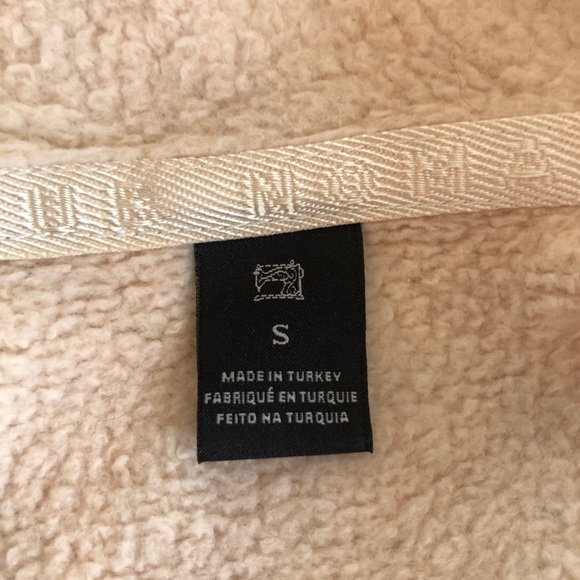 S
MADE IN TURKEY
FABRIQUÉ EN TURQUIE
FEITO NA TURQUIA